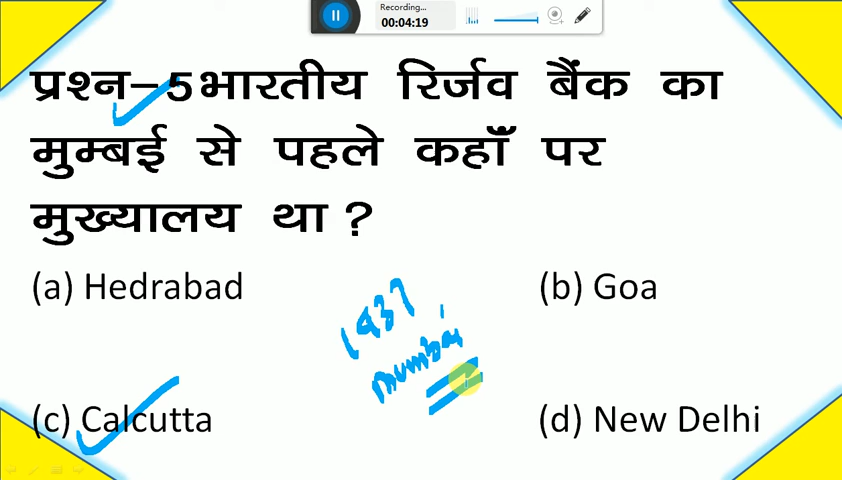 Recording...
00:04:19
प्रश्न–5भारतीय रिर्जव बैंक का
मुम्बई से पहले कहाँ पर
मुख्यालय था ?
(a) Hedrabad
(b) Goa
1937
mumbai
(c) Calcutta
(d) New Delhi